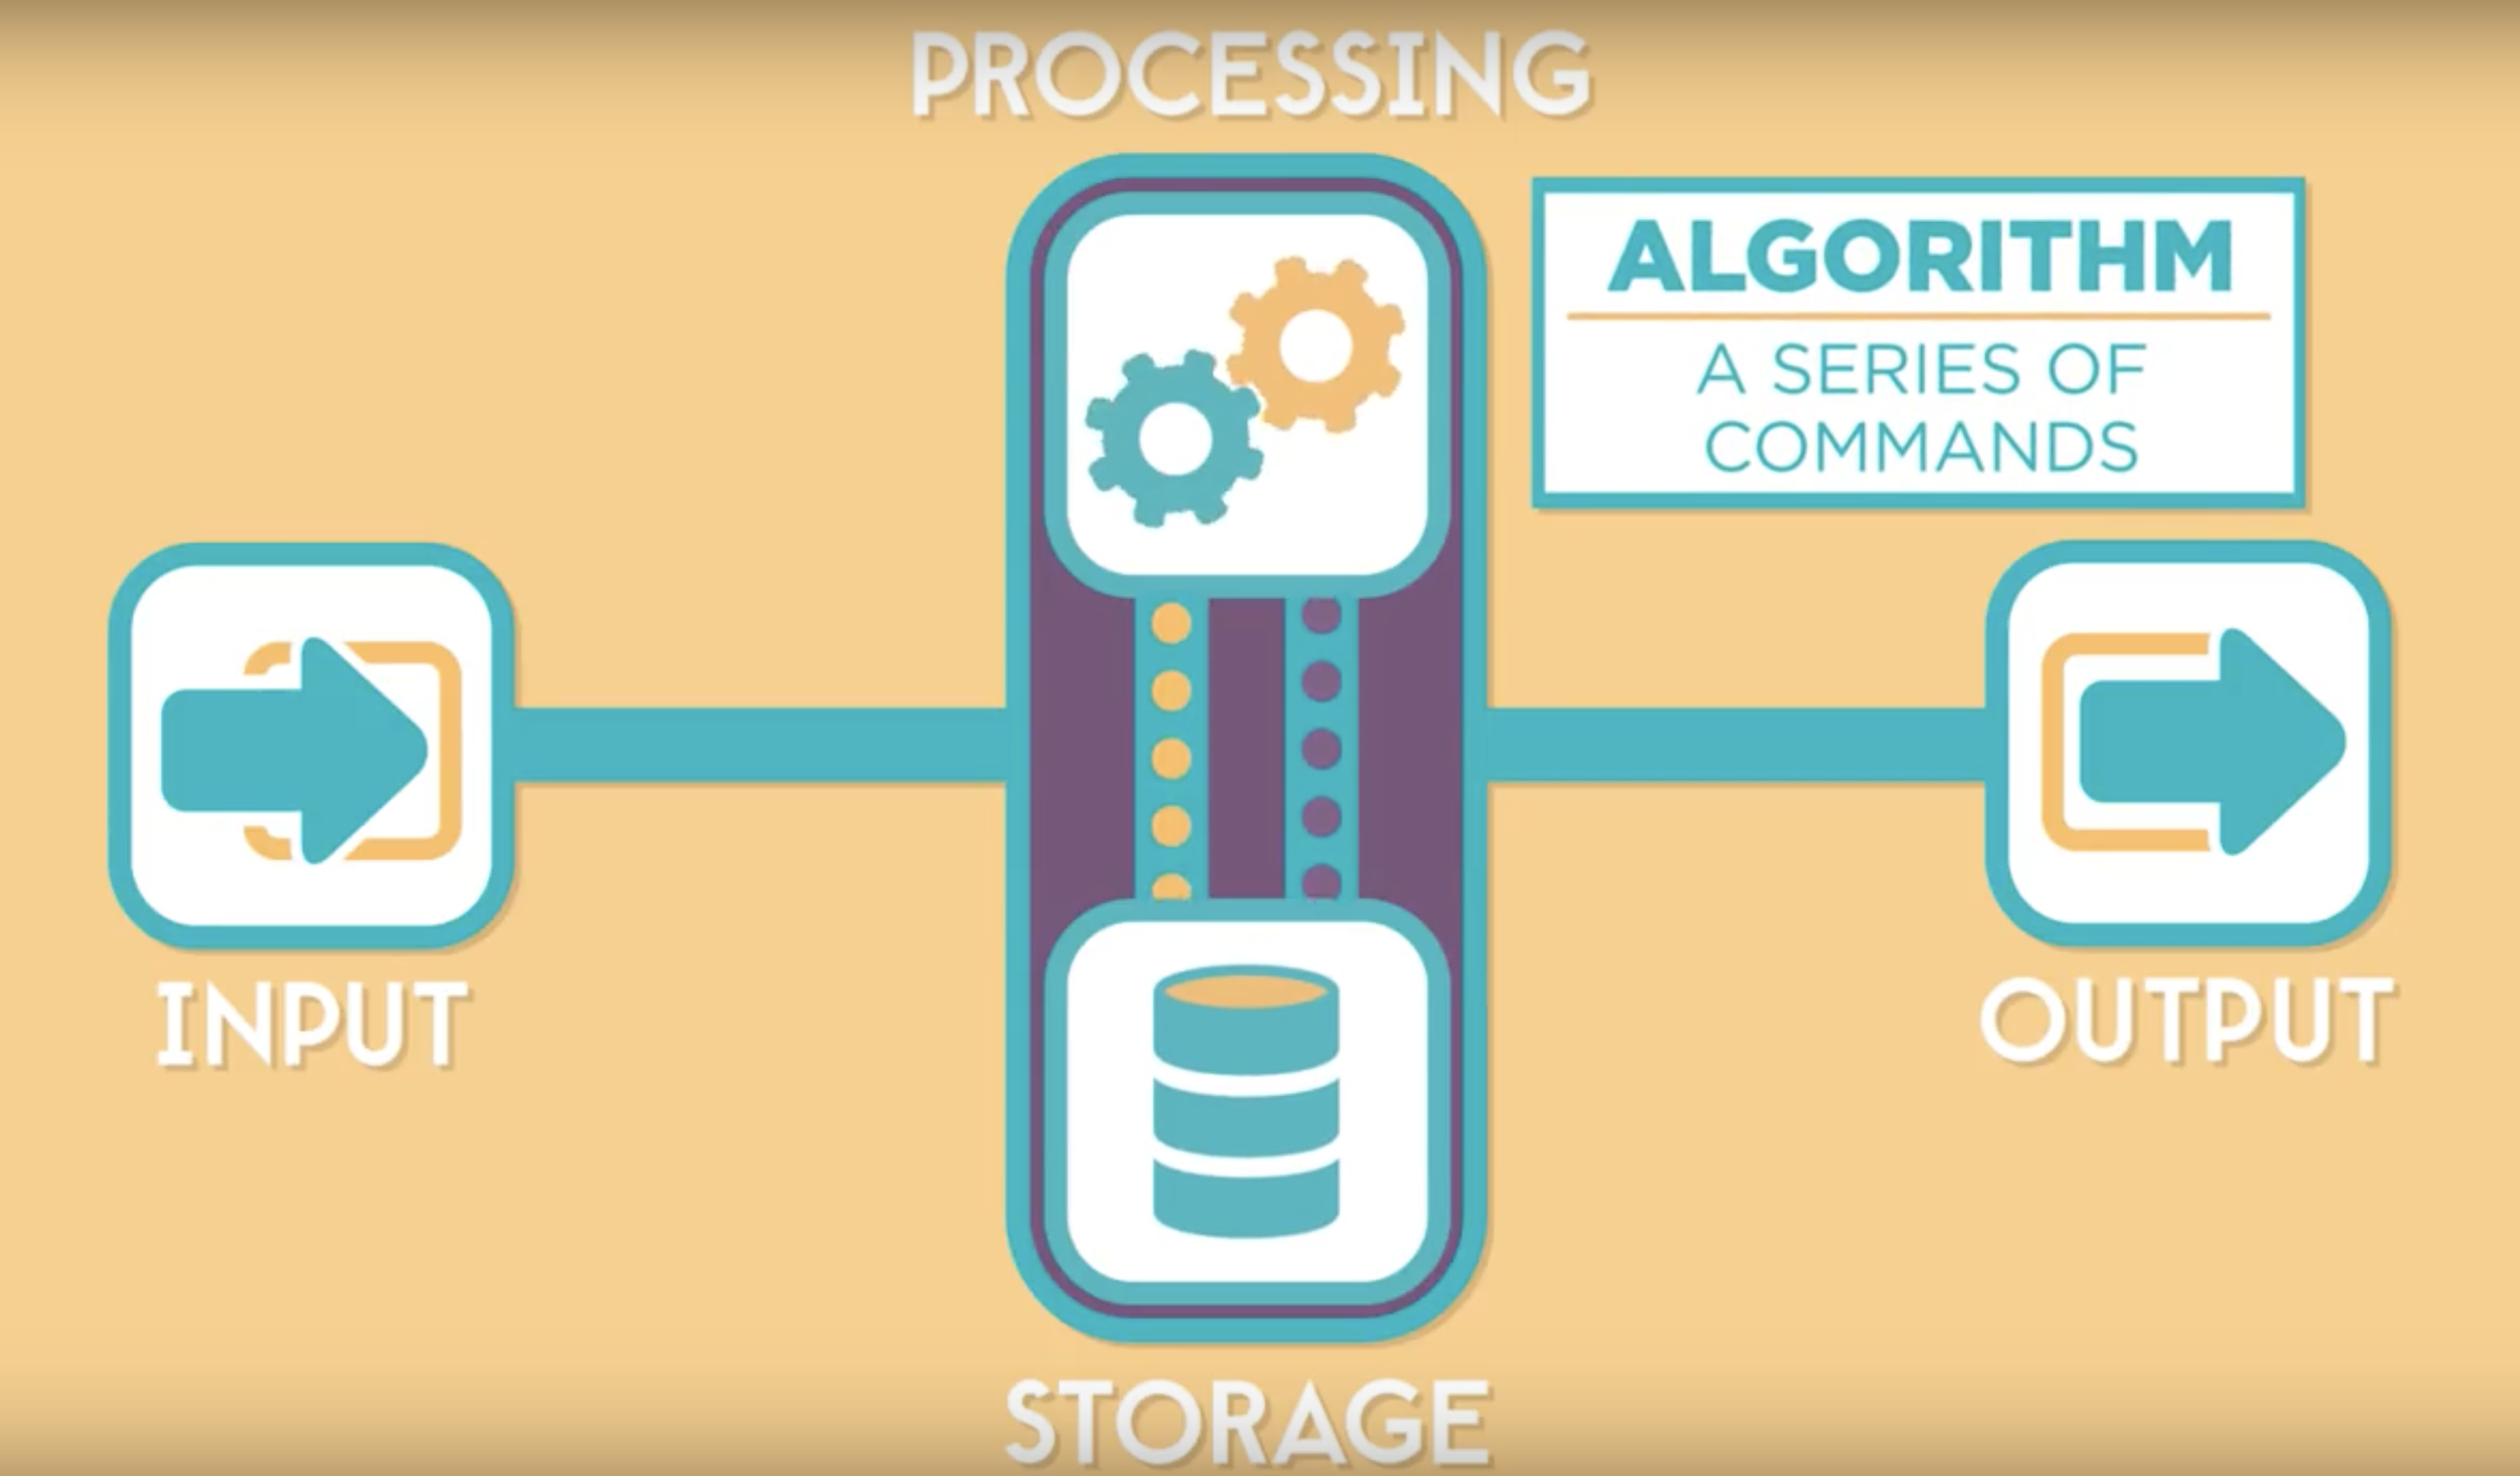 PROCESSING
ALGORITHM
A SERIES OF
COMMANDS
INPUT
OUTPUT
STORAGE